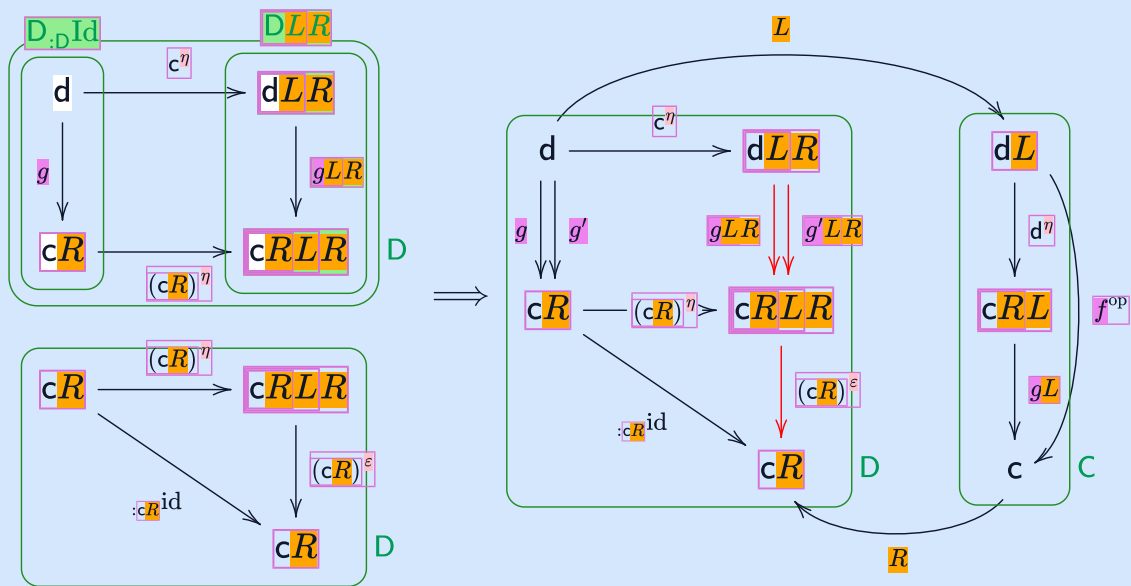 D:DId
DLR
cη
d
dLR
g
gLR
cR
cRLR
(cR)η
D
(cR)η
cR
cRLR
(cR)ε
:cRid
cR
D
L
cη
d
dLR
g
g′
gLR
g′LR
cR
(cR)η
cRLR
(cR)ε
:cRid
cR
D
dL
dη
cRL
fop
gL
c
C
R